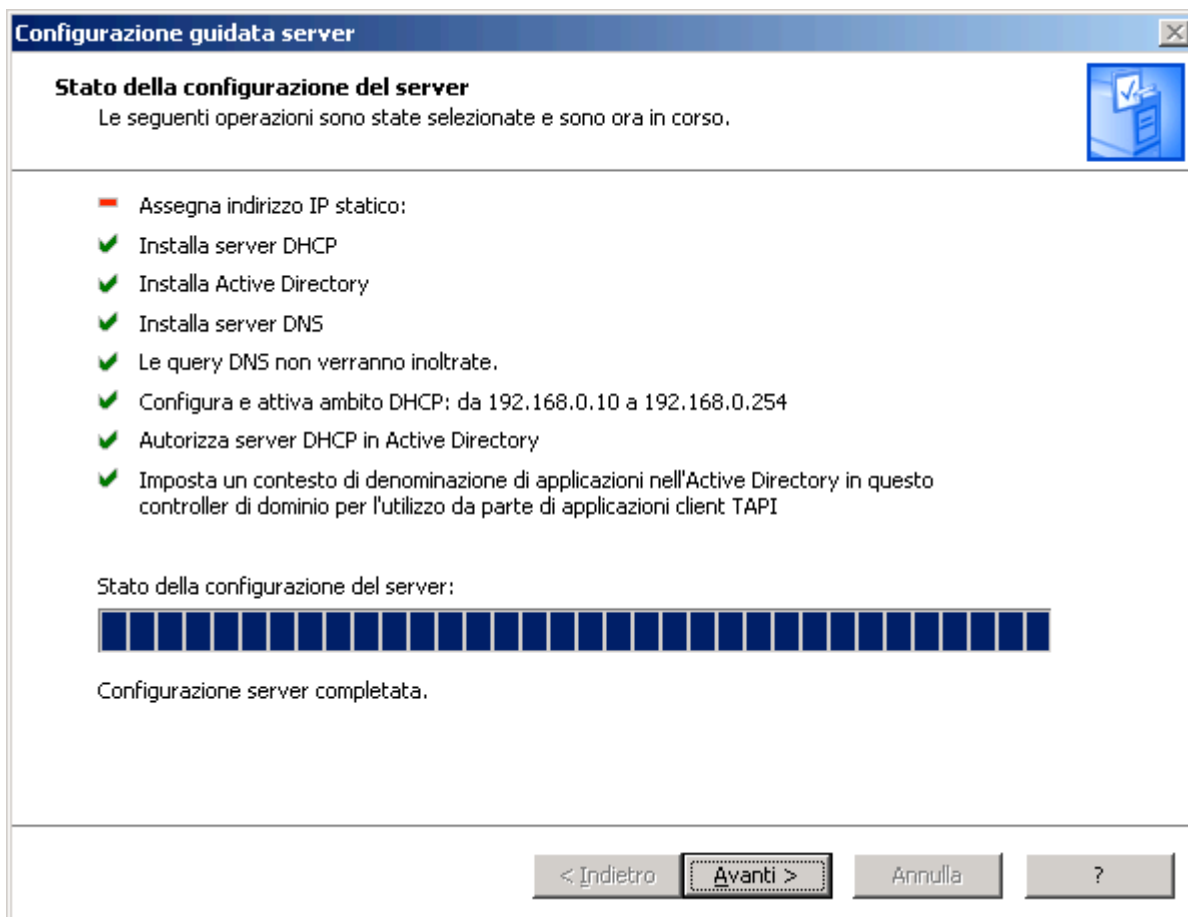 Configurazione guidata server
Stato della configurazione del server
Le seguenti operazioni sono state selezionate e sono ora in corso.
Assegna indirizzo IP statico:
Installa server DHCP
Installa Active Directory
Installa server DNS
Le query DNS non verranno inoltrate.
Configura e attiva ambito DHCP: da 192.168.0.10 a 192.168.0.254
Autorizza server DHCP in Active Directory
Imposta un contesto di denominazione di applicazioni nell'Active Directory in questo
controller di dominio per l'utilizzo da parte di applicazioni client TAPI
Stato della configurazione del server:
Configurazione server completata.
< Indietro Avanti > Annulla ?